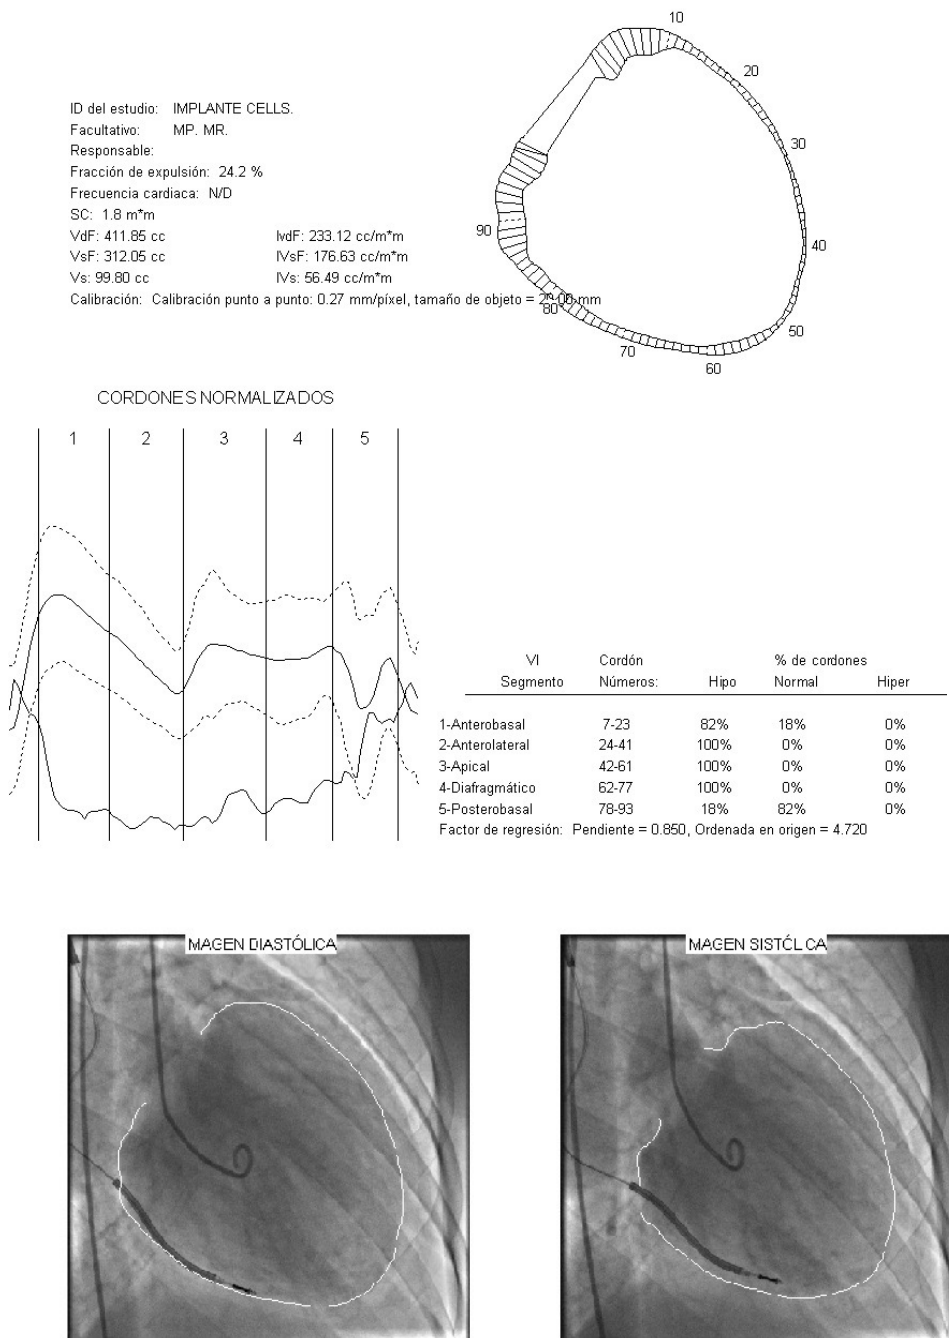 10
20
30
40
50
60
70
80
90
ID del estudio: IMPLANTE CELLS.
Facultativo: MP. MR.
Responsable:
Fracción de expulsión: 24.2 %
Frecuencia cardiaca: N/D
SC: 1.8 m*m
VdF: 411.85 cc IvdF: 233.12 cc/m*m
VsF: 312.05 cc IVsF: 176.63 cc/m*m
Vs: 99.80 cc IVs: 56.49 cc/m*m
Calibración: Calibración punto a punto: 0.27 mm/píxel, tamaño de objeto = mm
CORDONES NORMALIZADOS
1 2 3 4 5
VI Cordón % de cordones
Segmento Números: Hipo Normal Hiper
1-Anterobasal 7-23 82% 18% 0%
2-Anterolateral 24-41 100% 0% 0%
3-Apical 42-61 100% 0% 0%
4-Diafragmático 62-77 100% 0% 0%
5-Posterobasal 78-93 18% 82% 0%
Factor de regresión: Pendiente = 0.850, Ordenada en origen = 4.720
MAGEN DIASTÓLICA
MAGEN SISTÓL CA